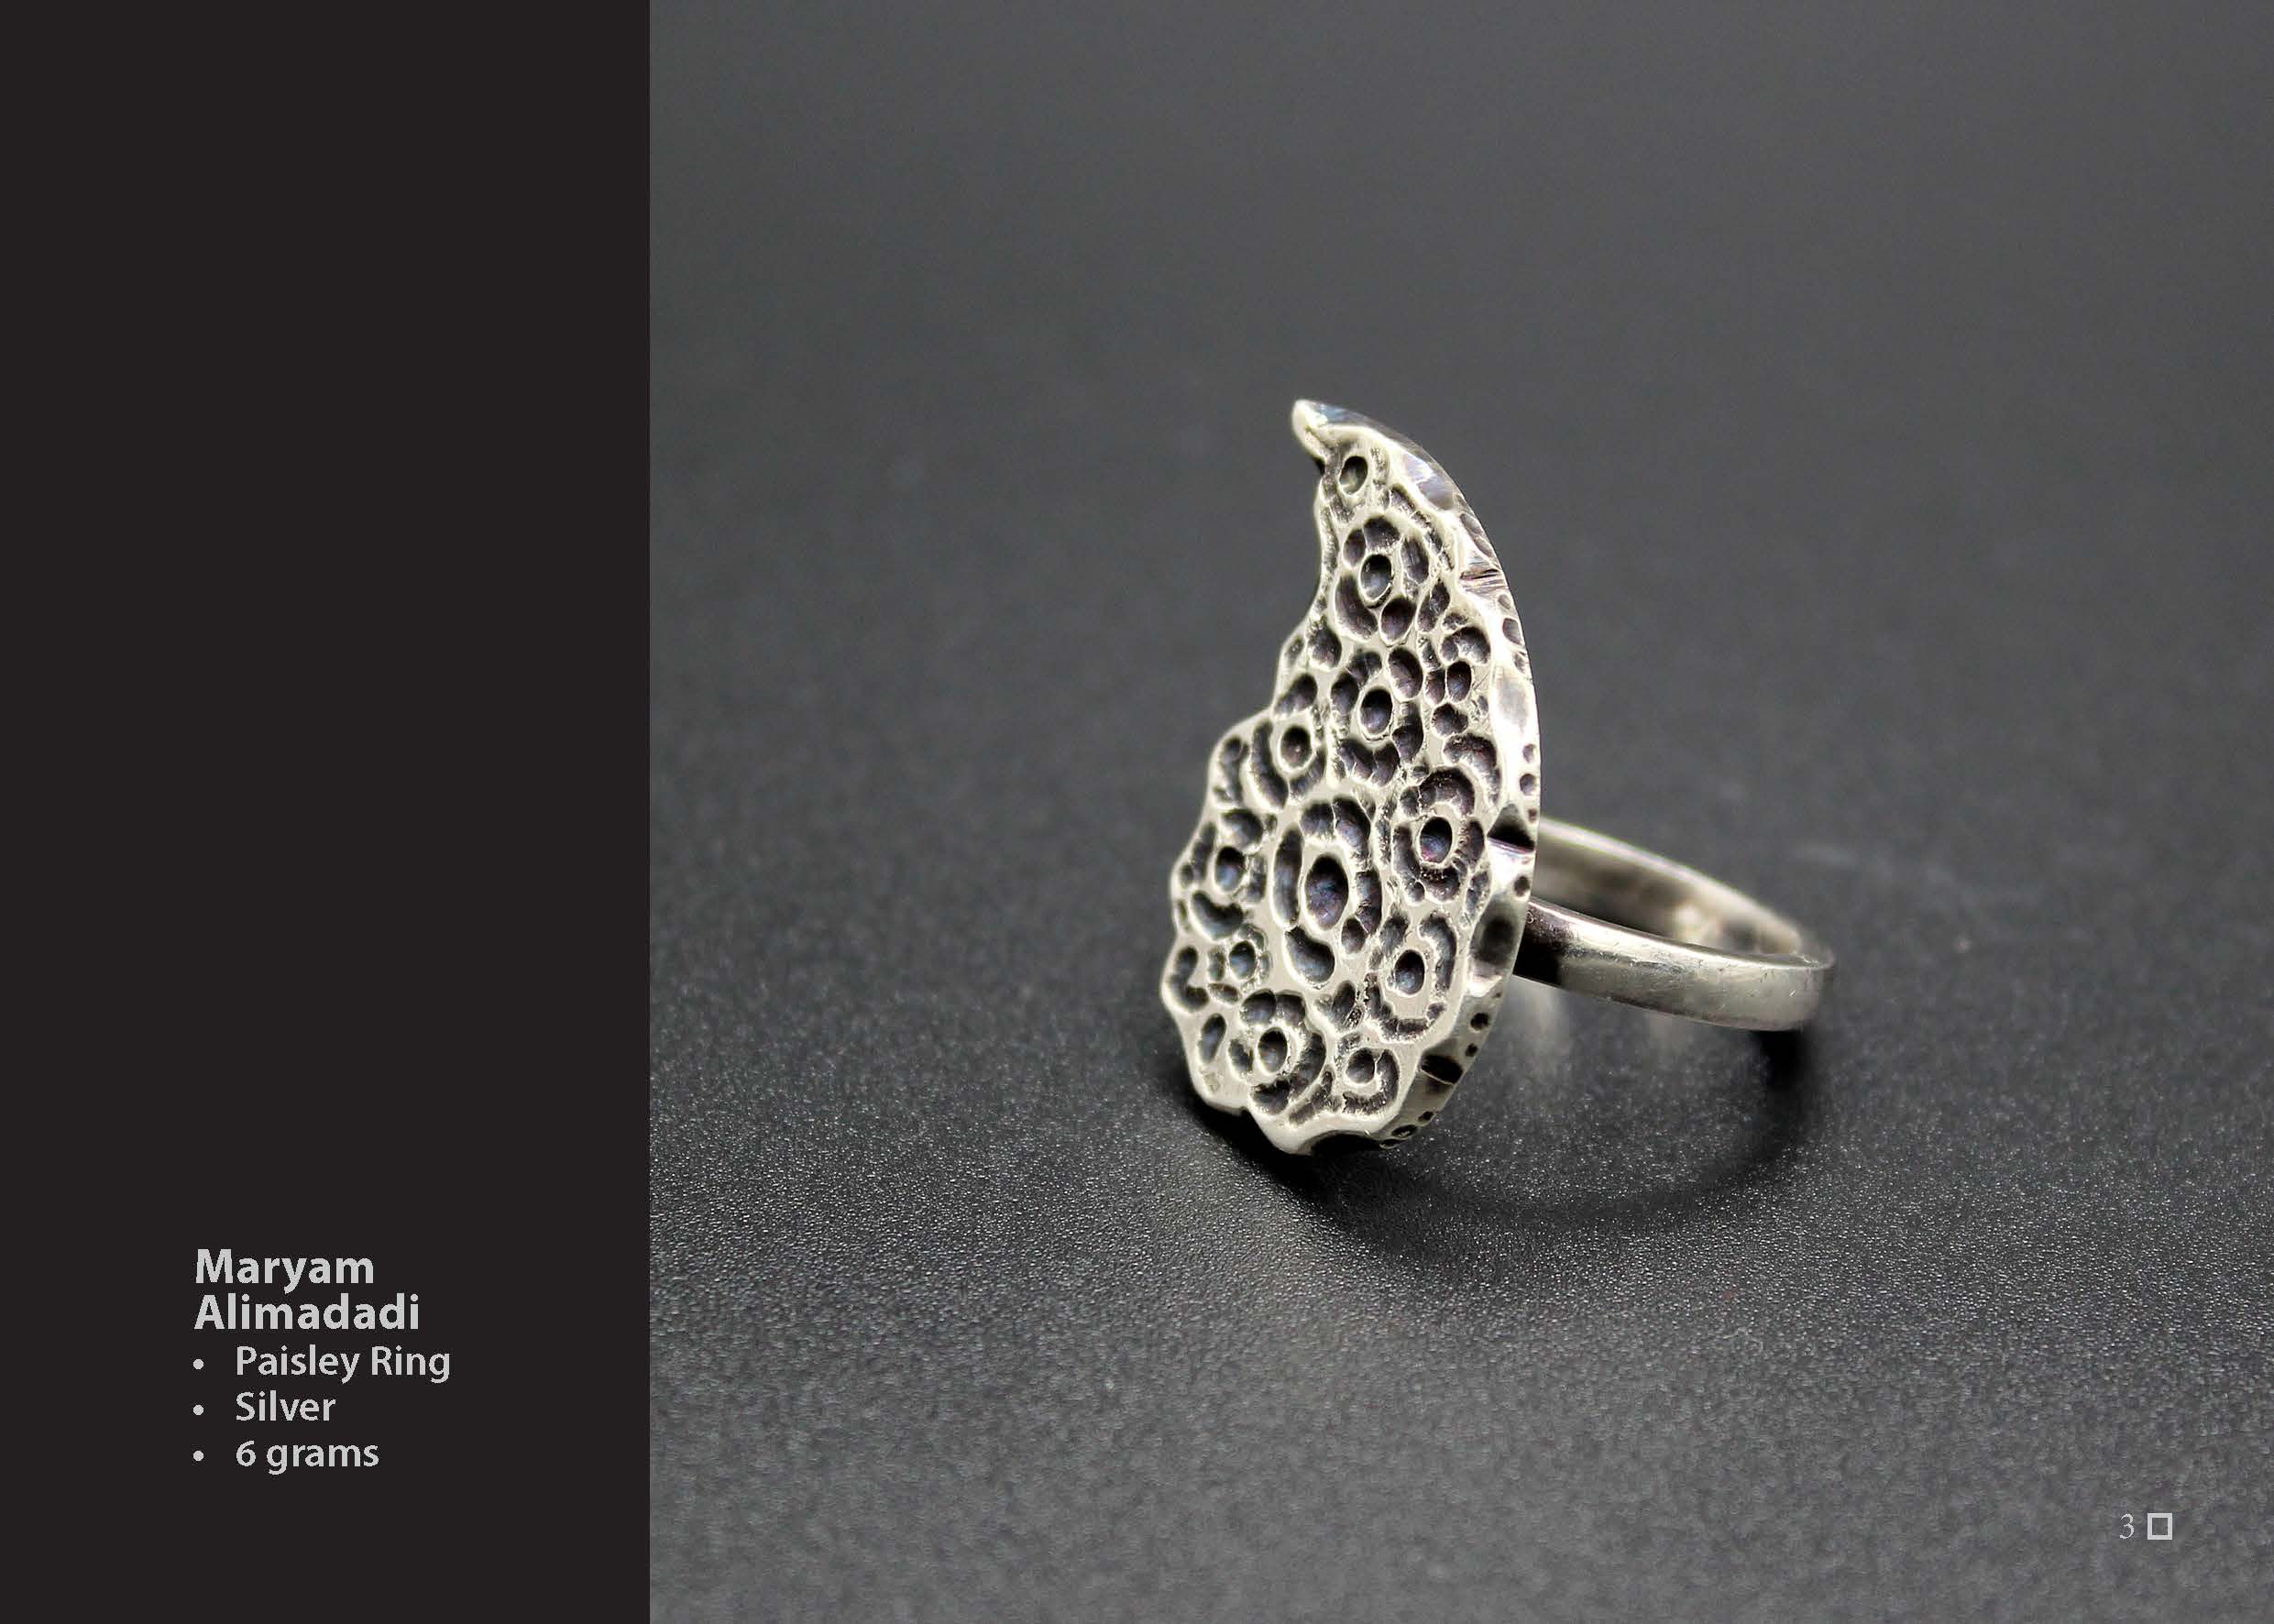 Maryam
Alimadadi
• Paisley Ring
• Silver
• 6 grams
3